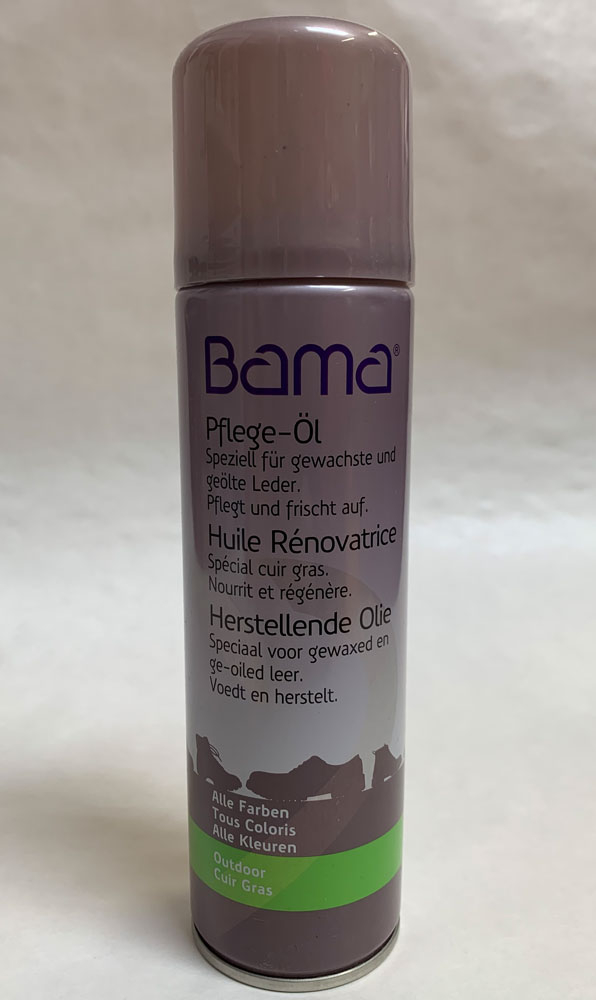 Bama®
Pflege-Öl
Speziell für gewachste und
geölte Leder.
Pflegt und frischt auf.
Huile Rénovatrice
Spécial cuir gras.
Nourrit et régénère.
Herstellende Olie
Speciaal voor gewaxed en
ge-oiled leer.
Voedt en herstelt.
Alle Farben
Tous Coloris
Alle Kleuren
Outdoor
Cuir Gras